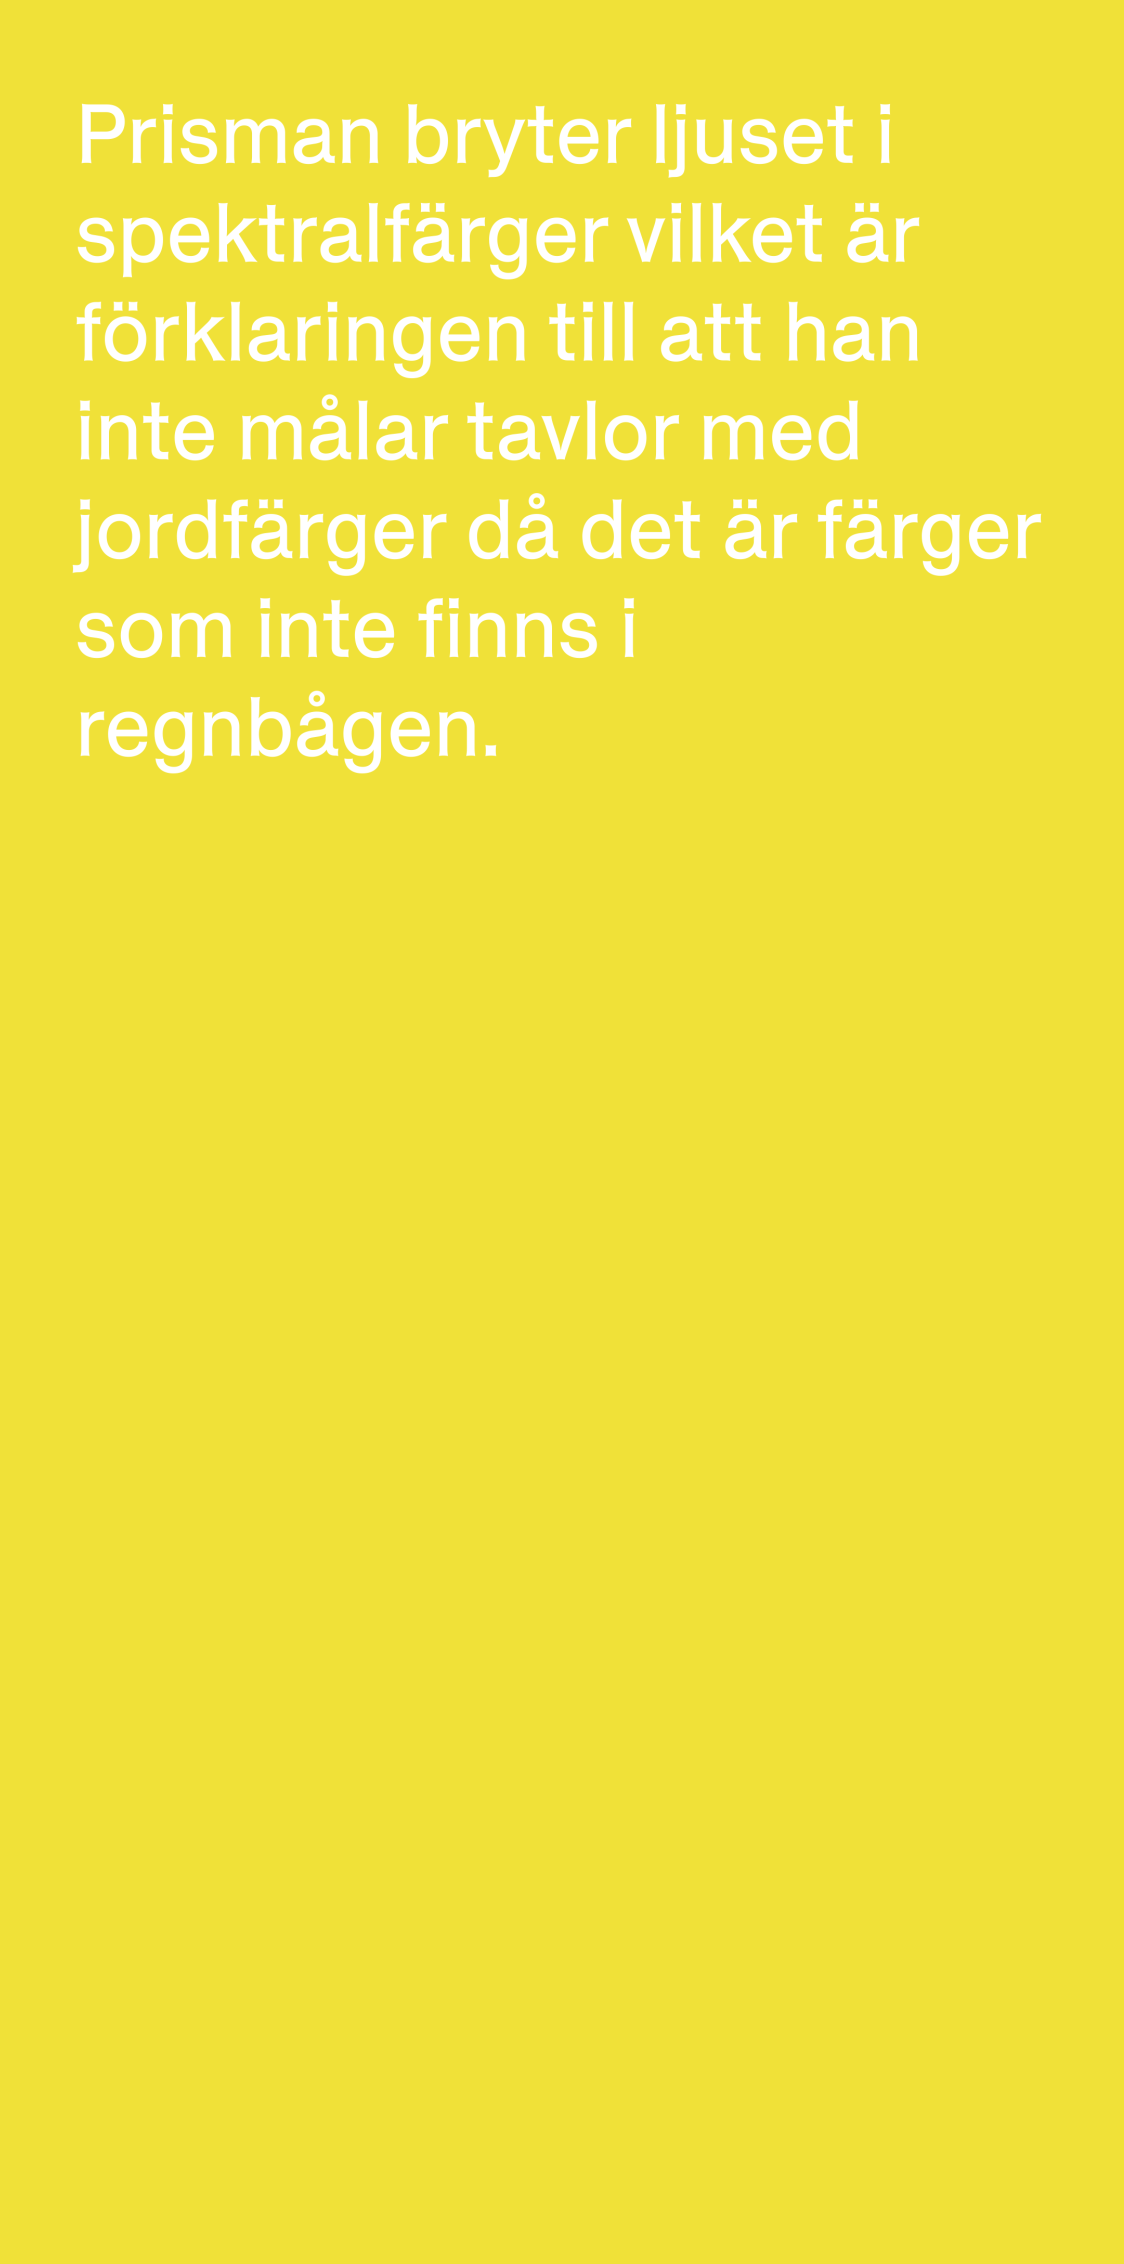 Prisman bryter ljuset i
spektralfärger vilket är
förklaringen till att han
inte målar tavlor med
jordfärger då det är färger
som inte finns i
regnbågen.